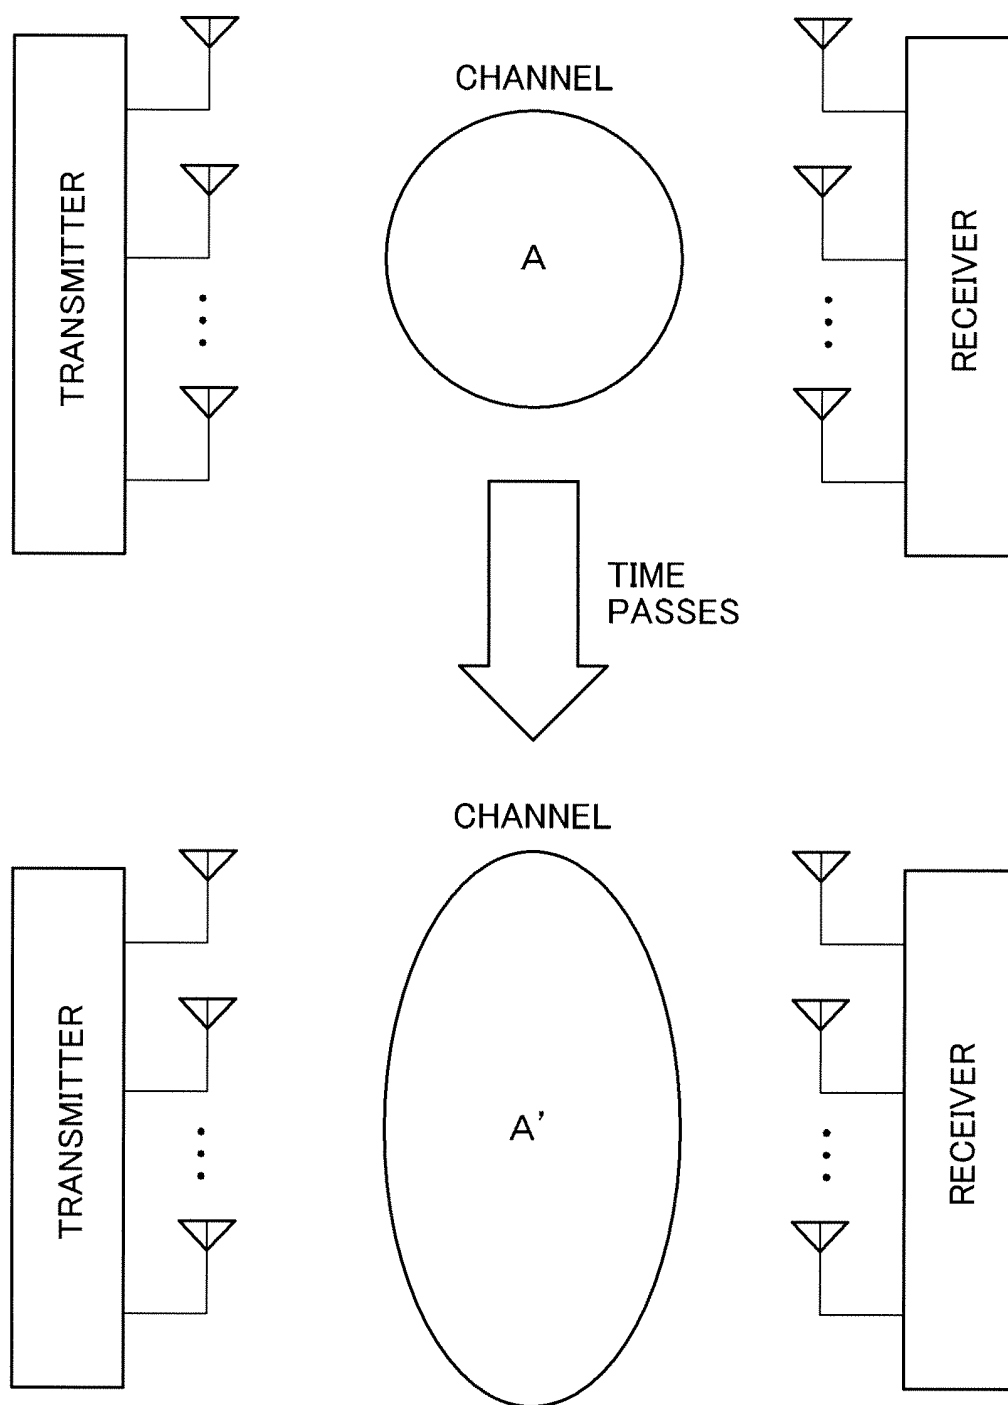 CHANNEL
TRANSMITTER
A
RECEIVER
TIME
PASSES
CHANNEL
TRANSMITTER
A'
RECEIVER